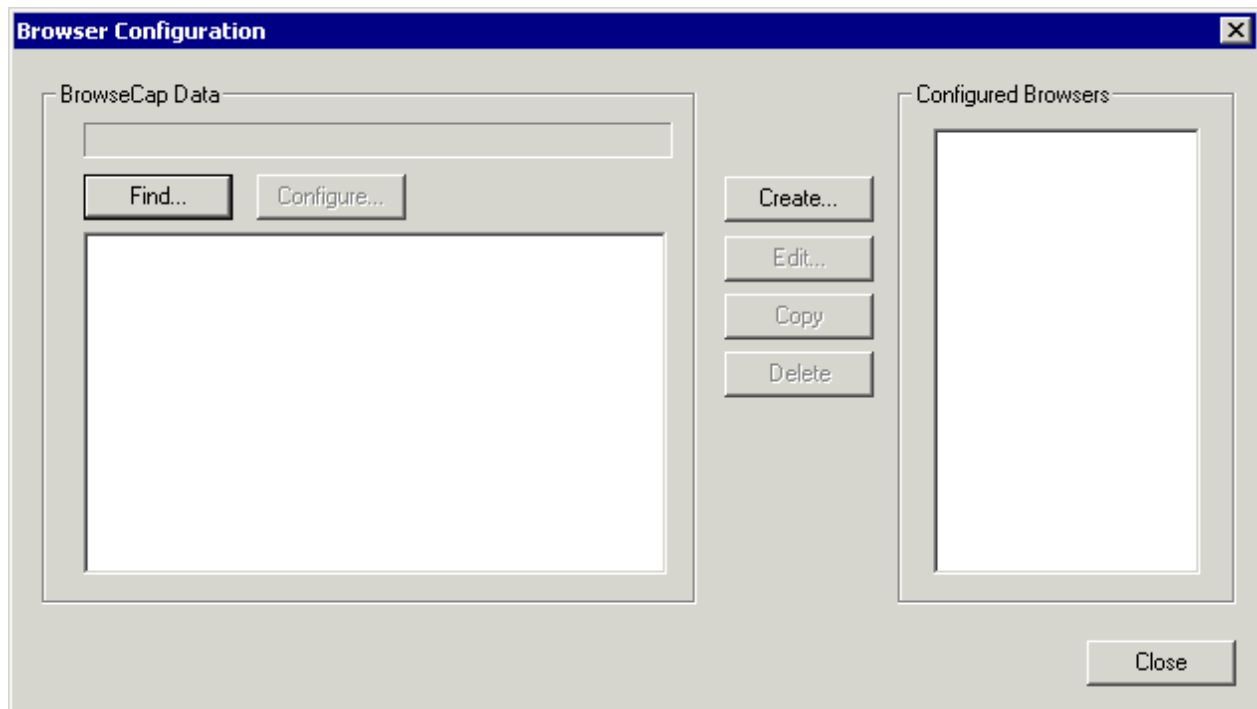 Browser Configuration
BrowseCap Data
Configured Browsers
Find...
Configure...
Create...
Edit...
Copy
Delete
Close